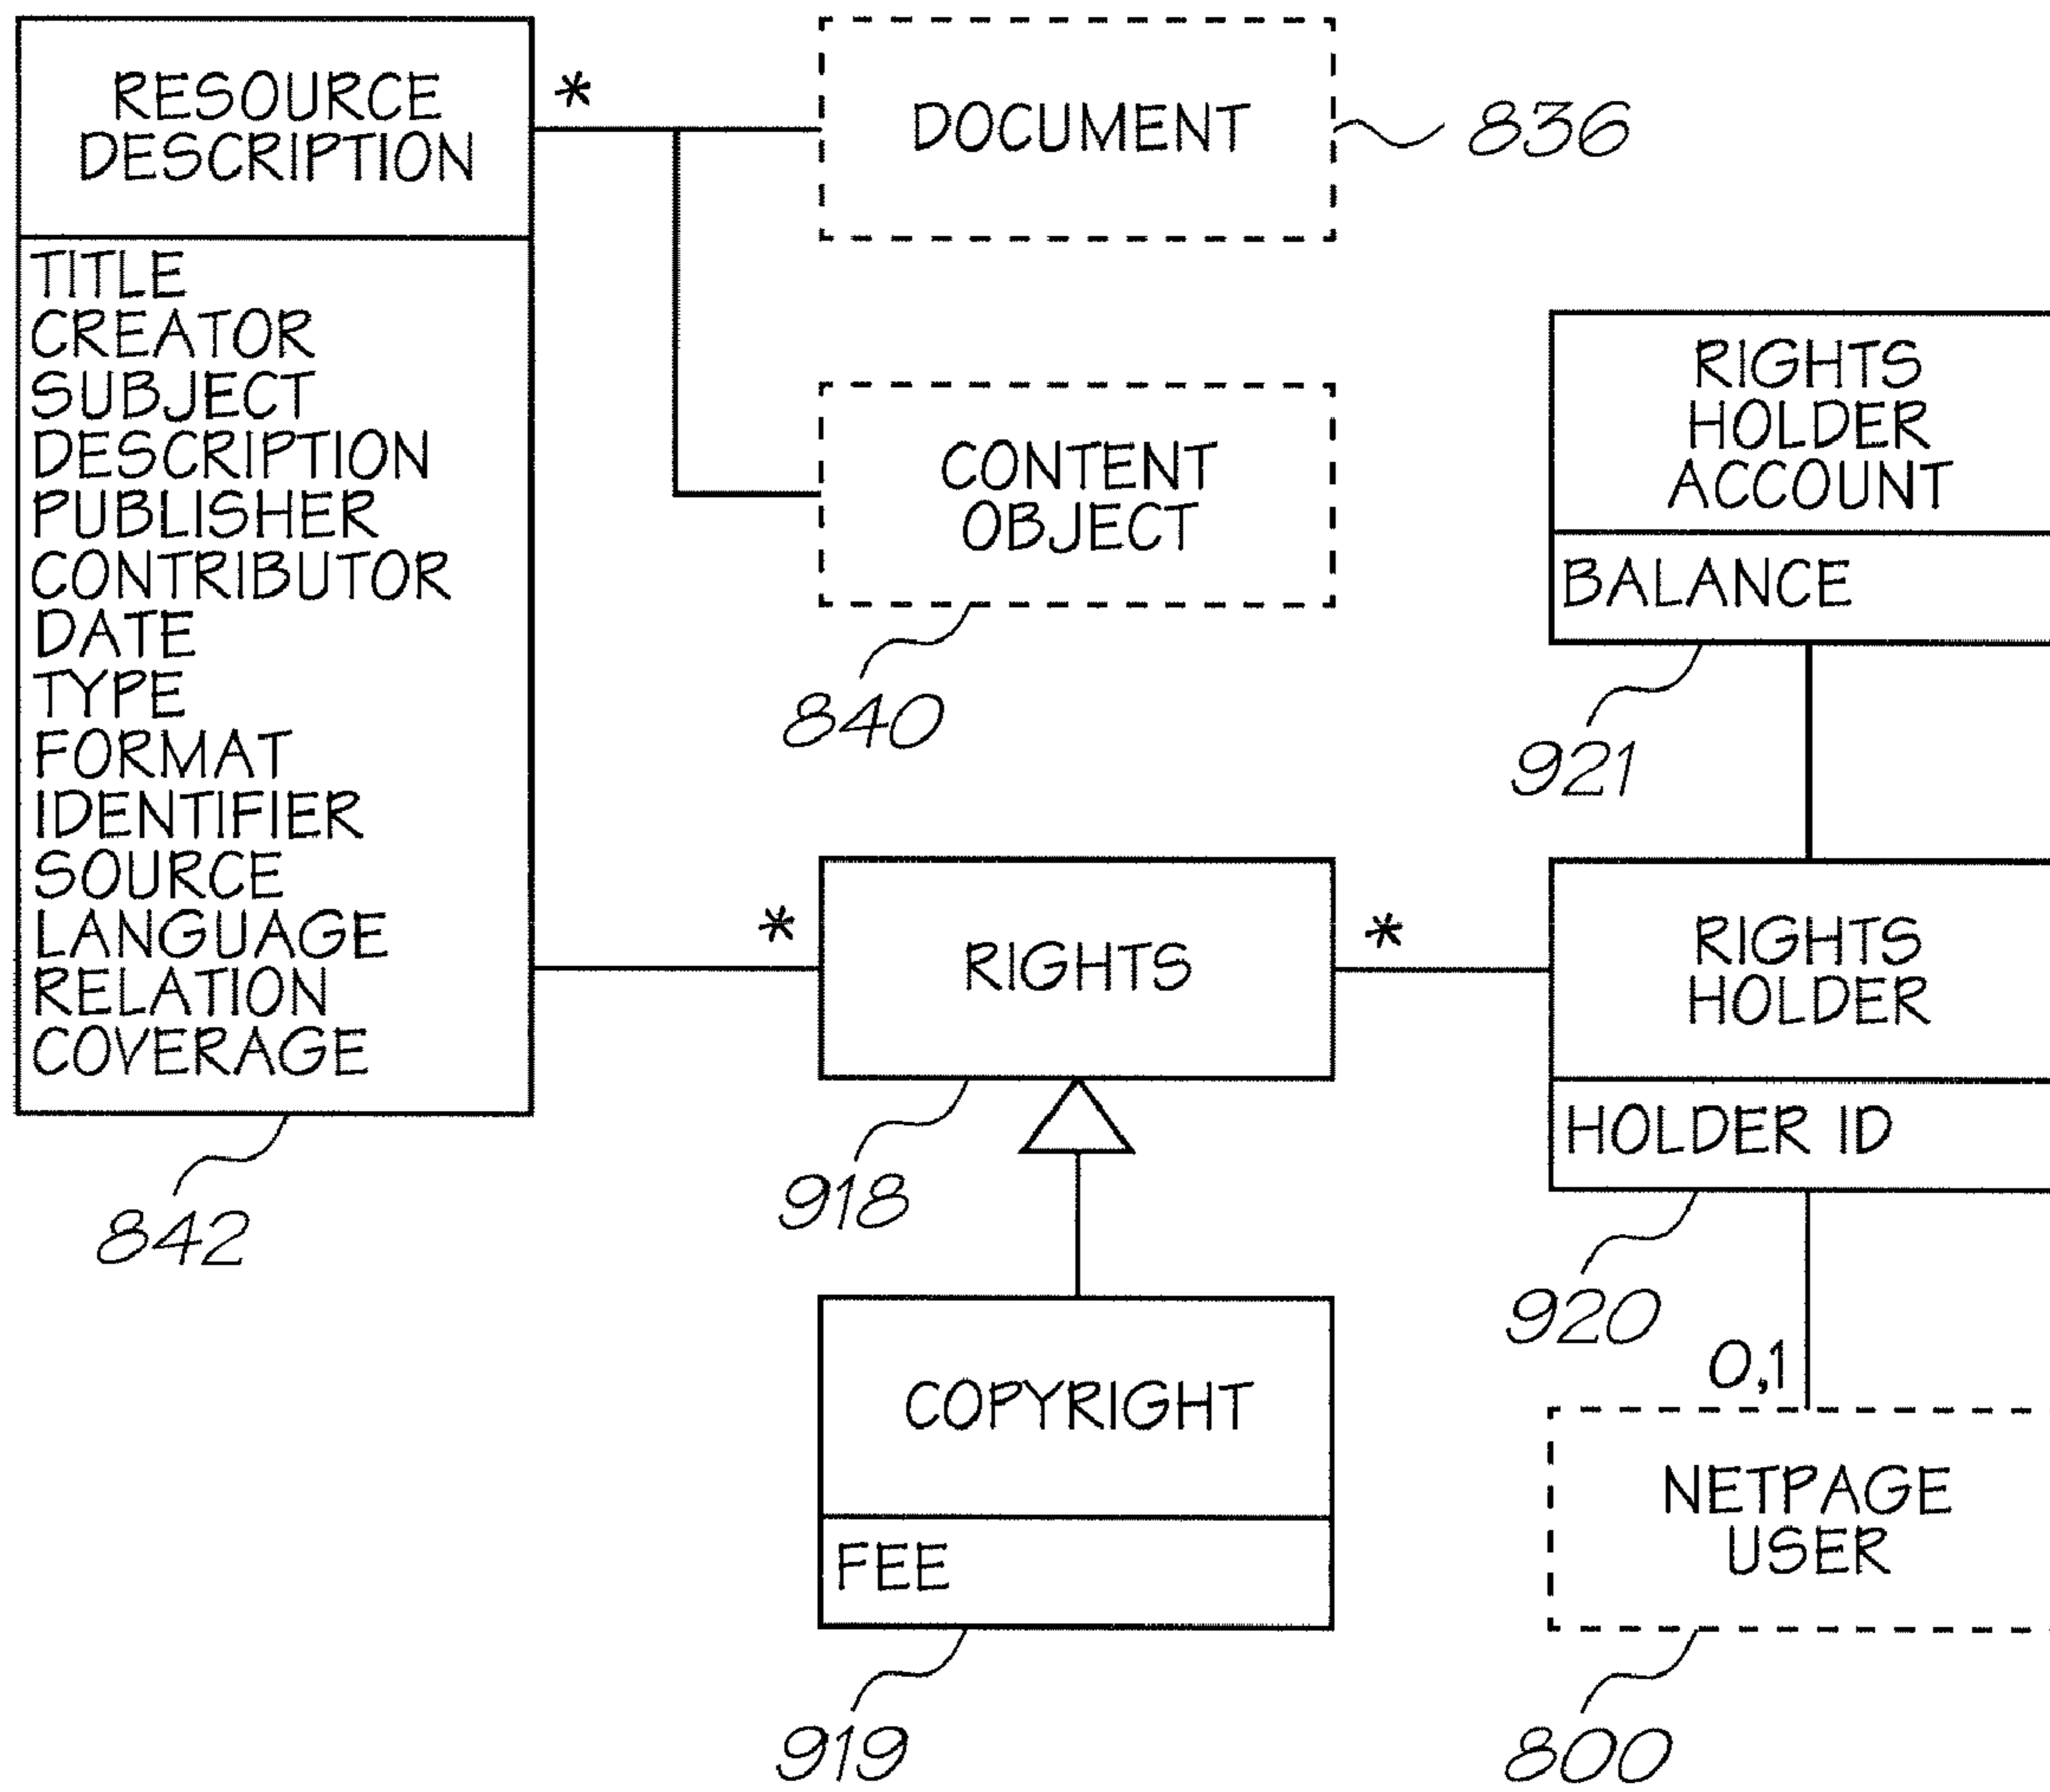 RESOURCE
DESCRIPTION
TITLE
CREATOR
SUBJECT
DESCRIPTION
PUBLISHER
CONTRIBUTOR
DATE
TYPE
FORMAT
IDENTIFIER
SOURCE
LANGUAGE
RELATION
COVERAGE
842
*
DOCUMENT
836
CONTENT
OBJECT
840
RIGHTS
HOLDER
ACCOUNT
BALANCE
921
*
RIGHTS
918
*
RIGHTS
HOLDER
HOLDER ID
920
0,1
COPYRIGHT
FEE
919
NETPAGE
USER
800